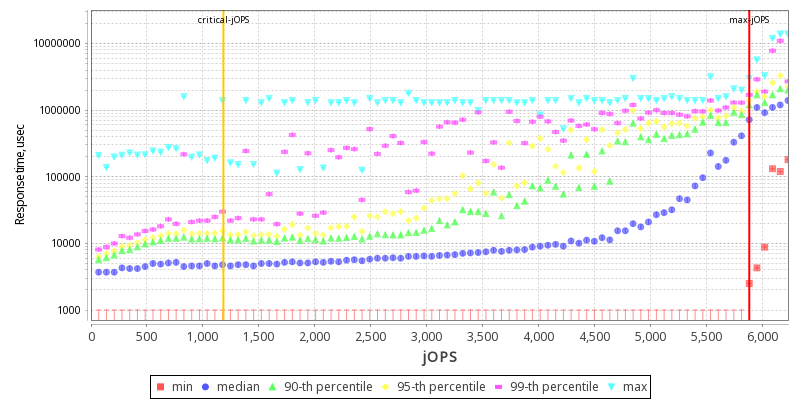 critical-jOPS max-jOPS
10000000
1000000
100000
10000
1000
Response time, usec
0 500 1,000 1,500 2,000 2,500 3,000 3,500 4,000 4,500 5,000 5,500 6,000
jOPS
min median 90-th percentile 95-th percentile 99-th percentile max